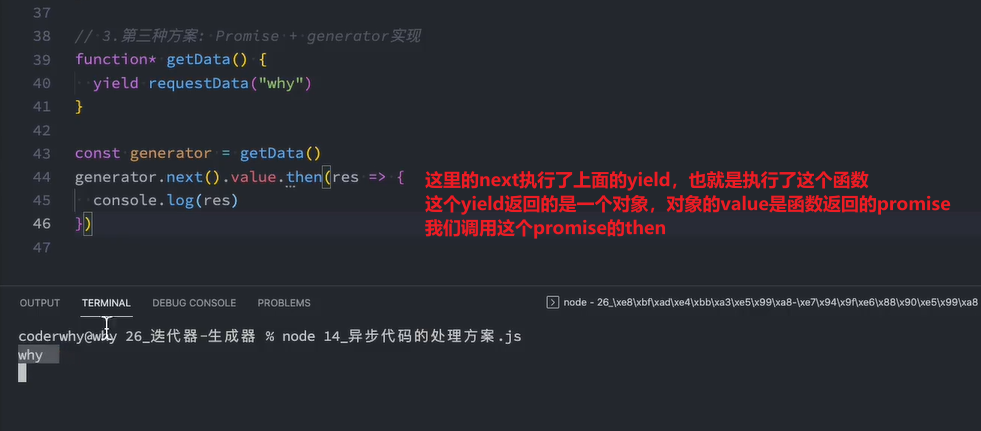 37
38 // 3.第三种方案: Promise + generator实现
39 function* getData() {
40 yield requestData("why")
41 }
42
43 const generator = getData()
44 generator.next().value.then(res => {
45 console.log(res)
46 })
47
这里的next执行了上面的yield，也就是执行了这个函数
这个yield返回的是一个对象，对象的value是函数返回的promise
我们调用这个promise的then
OUTPUT TERMINAL DEBUG CONSOLE PROBLEMS
node - 26_\xe8\xbf\xad\xe4\xbb\xa3\xe5\x99\xa8-\xe7\x94\x9f\xe6\x88\x90\xe5\x99\xa8
coderwhy@why 26_迭代器-生成器 % node 14_异步代码的处理方案.js
why